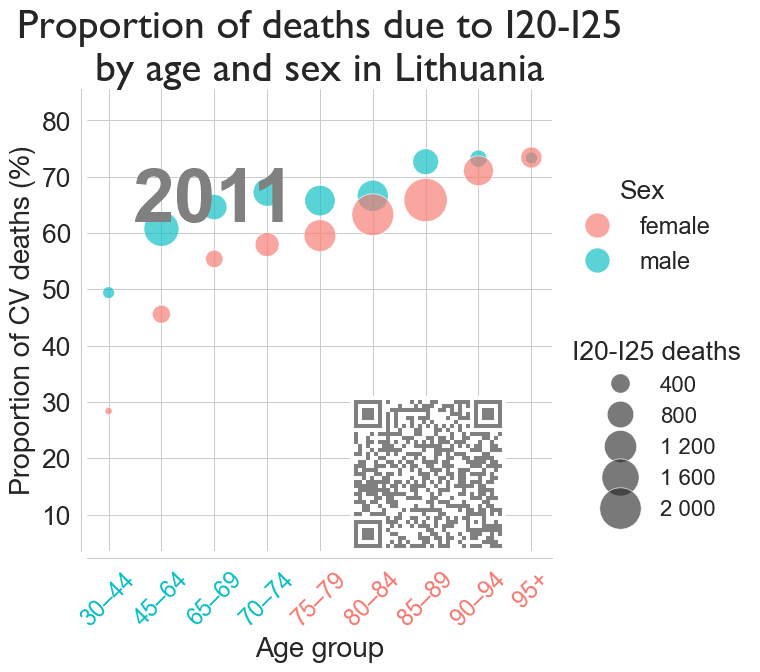 Proportion of deaths due to I20-I25
by age and sex in Lithuania
2011
Proportion of CV deaths (%)
80
70
60
50
40
30
20
10
30–44
45–64
65–69
70–74
75–79
80–84
85–89
90–94
95+
Age group
Sex
female
male
I20-I25 deaths
400
800
1 200
1 600
2 000